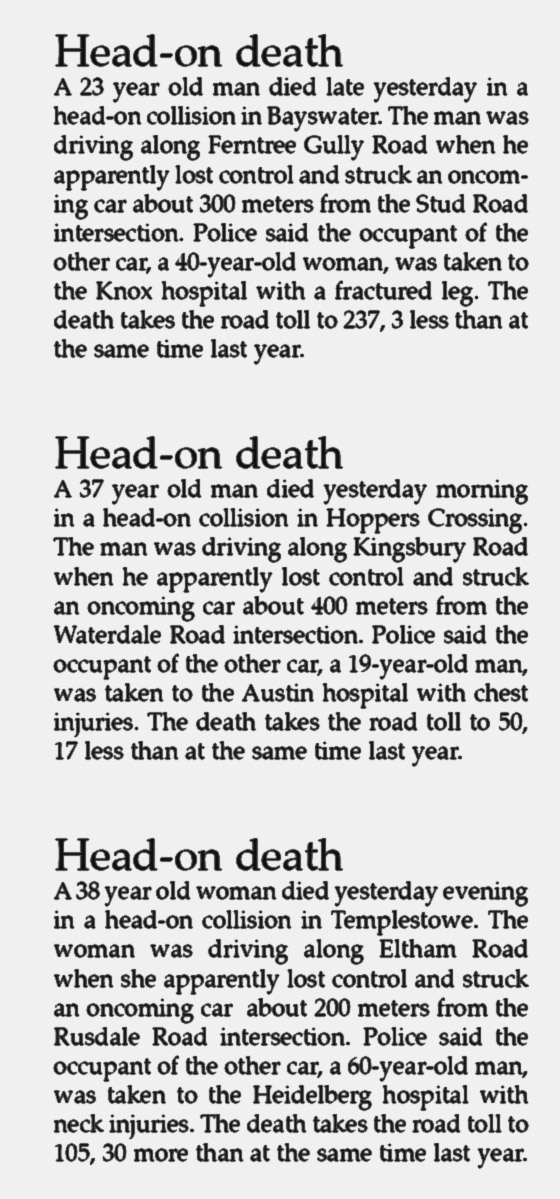 Head-on death
A 23 year old man died late yesterday in a
head-on collision in Bayswater. The man was
driving along Ferntree Gully Road when he
apparently lost control and struck an oncom-
ing car about 300 meters from the Stud Road
intersection. Police said the occupant of the
other car, a 40-year-old woman, was taken to
the Knox hospital with a fractured leg. The
death takes the road toll to 237, 3 less than at
the same time last year.
Head-on death
A 37 year old man died yesterday morning
in a head-on collision in Hoppers Crossing.
The man was driving along Kingsbury Road
when he apparently lost control and struck
an oncoming car about 400 meters from the
Waterdale Road intersection. Police said the
occupant of the other car, a 19-year-old man,
was taken to the Austin hospital with chest
injuries. The death takes the road toll to 50,
17 less than at the same time last year.
Head-on death
A 38 year old woman died yesterday evening
in a head-on collision in Templestowe. The
woman was driving along Eltham Road
when she apparently lost control and struck
an oncoming car about 200 meters from the
Rusdale Road intersection. Police said the
occupant of the other car, a 60-year-old man,
was taken to the Heidelberg hospital with
neck injuries. The death takes the road toll to
105, 30 more than at the same time last year.